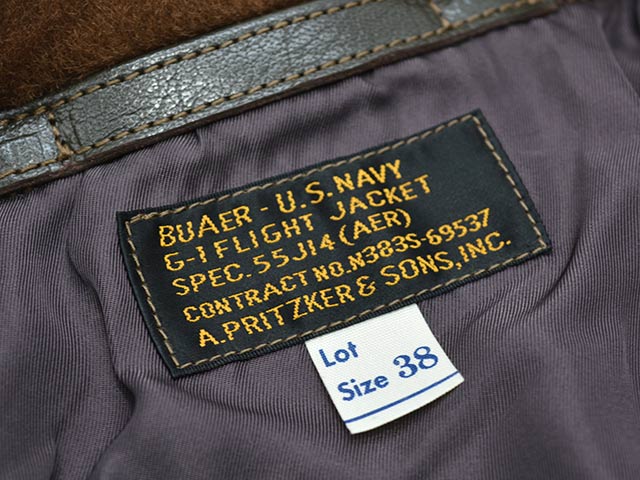 BUAER - U.S. NAVY
G-1 FLIGHT JACKET
SPEC. 55J14 (AER)
CONTRACT NO. N383S-69537
A. PRITZKER & SONS, INC.
Lot
Size 38